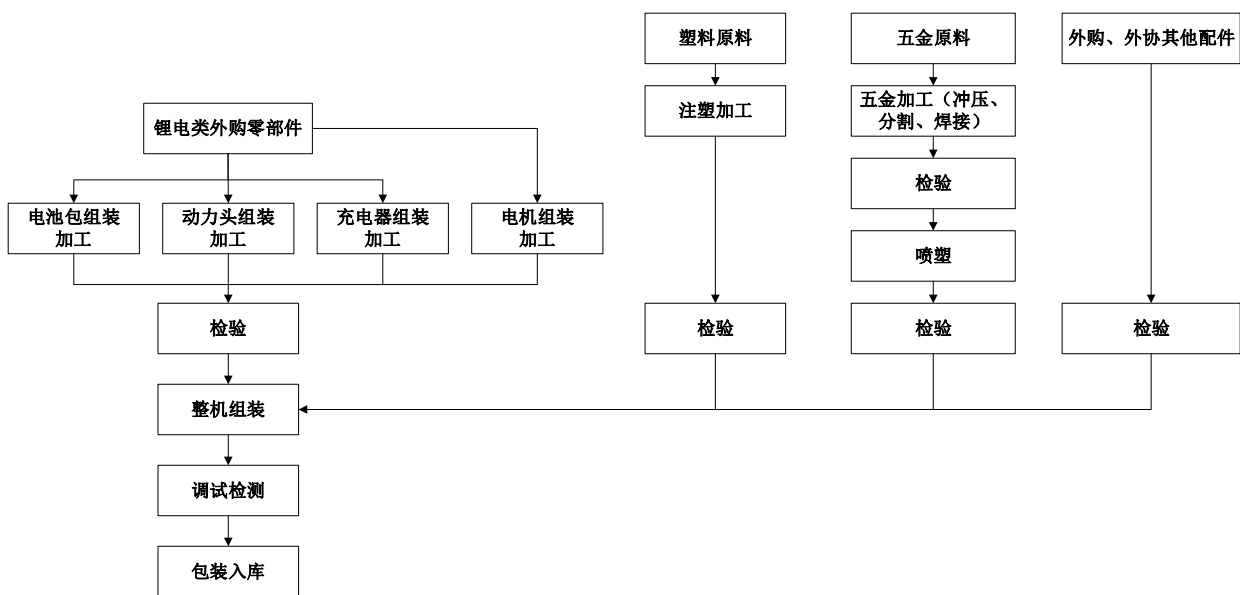 塑料原料
五金原料
外购、外协其他配件
注塑加工
五金加工（冲压、
分割、焊接）
锂电类外购零部件
检验
电池包组装
加工
动力头组装
加工
充电器组装
加工
电机组装
加工
喷塑
检验
检验
检验
检验
整机组装
调试检测
包装入库